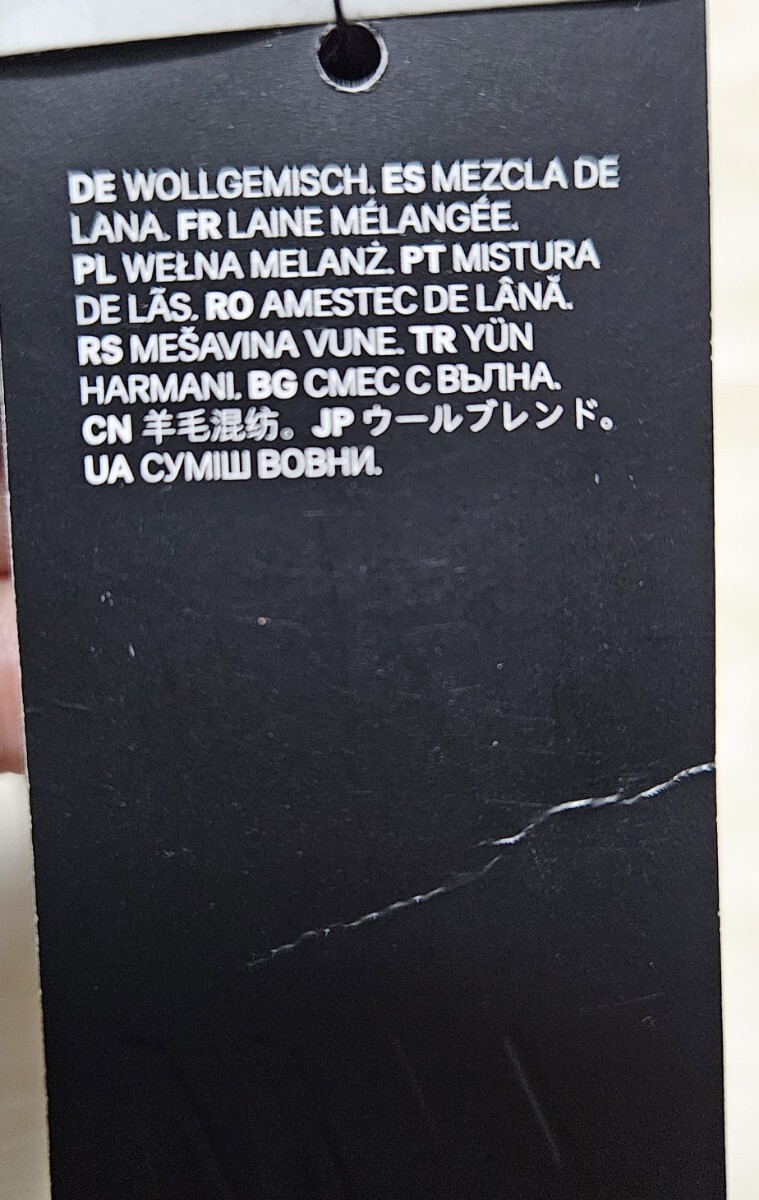 DE WOLLGEMISCH. ES MEZCLA DE
LANA. FR LAINE MÉLANGÉE.
PL WEŁNA MELANŻ. PT MISTURA
DE LÃS. RO AMESTEC DE LÂNĂ.
RS MEŠAVINA VUNE. TR YÜN
HARMANI. BG СМЕС С ВЪЛНА.
CN 羊毛混纺。JP ウールブレンド。
UA СУМІШ ВОВНИ.